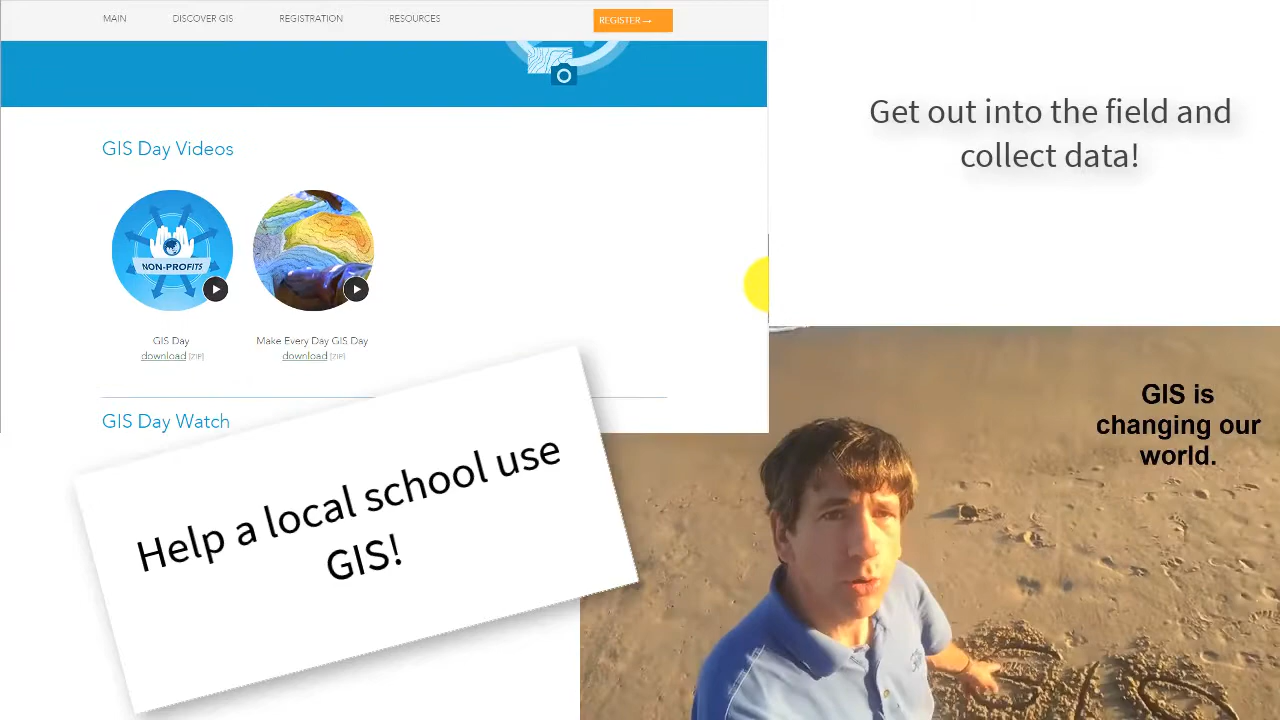 MAIN
DISCOVER GIS
REGISTRATION
RESOURCES
REGISTER →
GIS Day Videos
NON-PROFITS
GIS Day
download [ZIP]
Make Every Day GIS Day
download [ZIP]
GIS Day Watch
Get out into the field and
collect data!
Help a local school use
GIS!
GIS is
changing our
world.
GIS